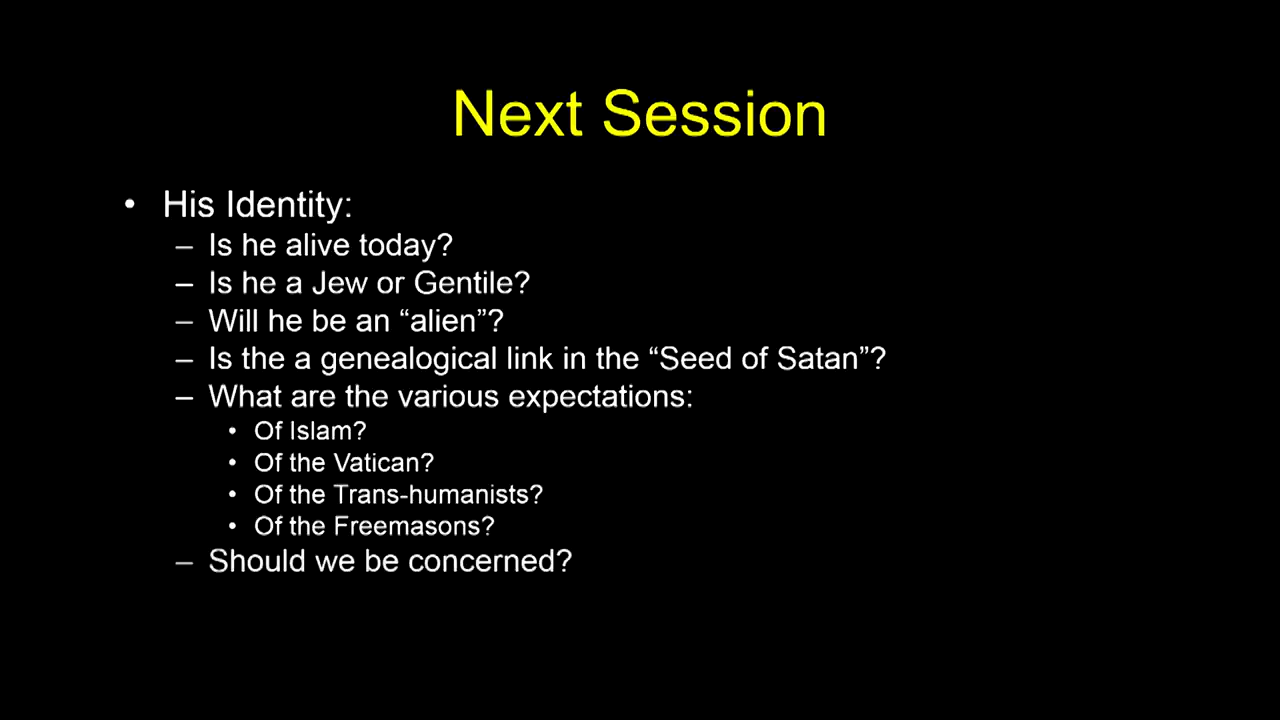 Next Session
• His Identity:
– Is he alive today?
– Is he a Jew or Gentile?
– Will he be an “alien”?
– Is the a genealogical link in the “Seed of Satan”?
– What are the various expectations:
• Of Islam?
• Of the Vatican?
• Of the Trans-humanists?
• Of the Freemasons?
– Should we be concerned?